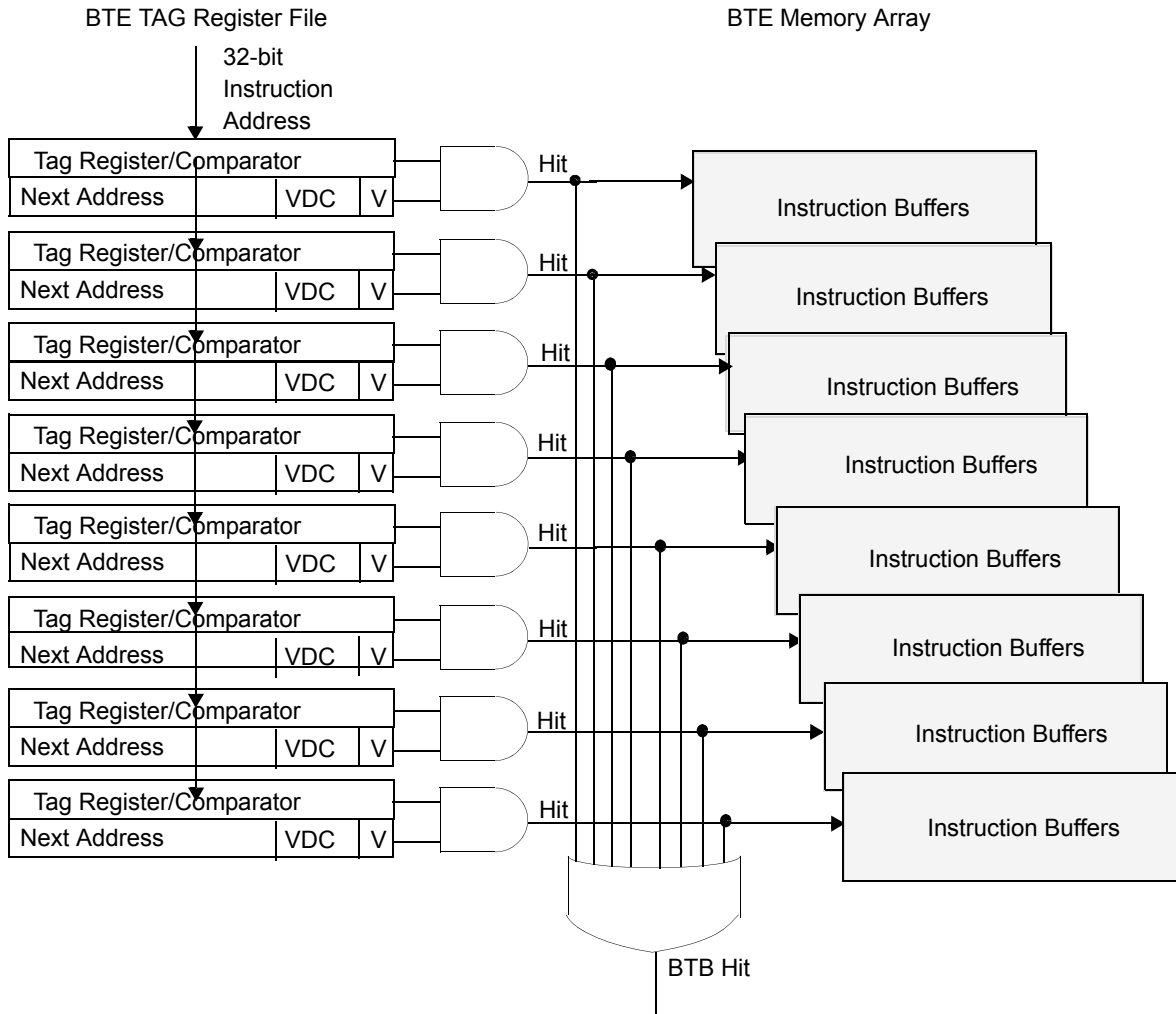 BTE TAG Register File
BTE Memory Array
32-bit
Instruction
Address
Tag Register/Comparator
Next Address VDC V
Hit
Instruction Buffers
Tag Register/Comparator
Next Address VDC V
Hit
Instruction Buffers
Tag Register/Comparator
Next Address VDC V
Hit
Instruction Buffers
Tag Register/Comparator
Next Address VDC V
Hit
Instruction Buffers
Tag Register/Comparator
Next Address VDC V
Hit
Instruction Buffers
Tag Register/Comparator
Next Address VDC V
Hit
Instruction Buffers
Tag Register/Comparator
Next Address VDC V
Hit
Instruction Buffers
Tag Register/Comparator
Next Address VDC V
Hit
Instruction Buffers
BTB Hit